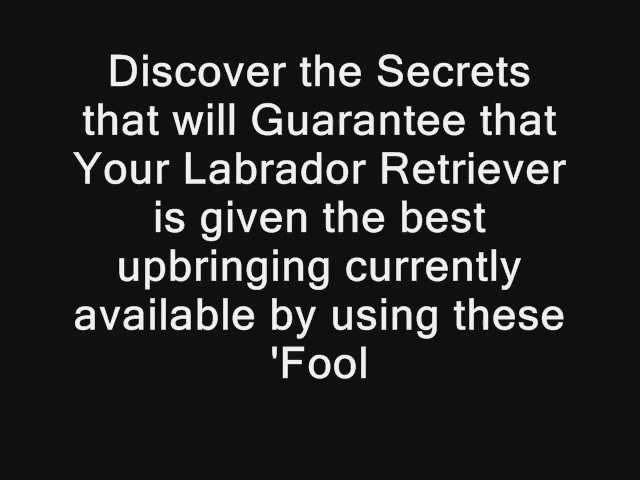 Discover the Secrets
that will Guarantee that
Your Labrador Retriever
is given the best
upbringing currently
available by using these
'Fool